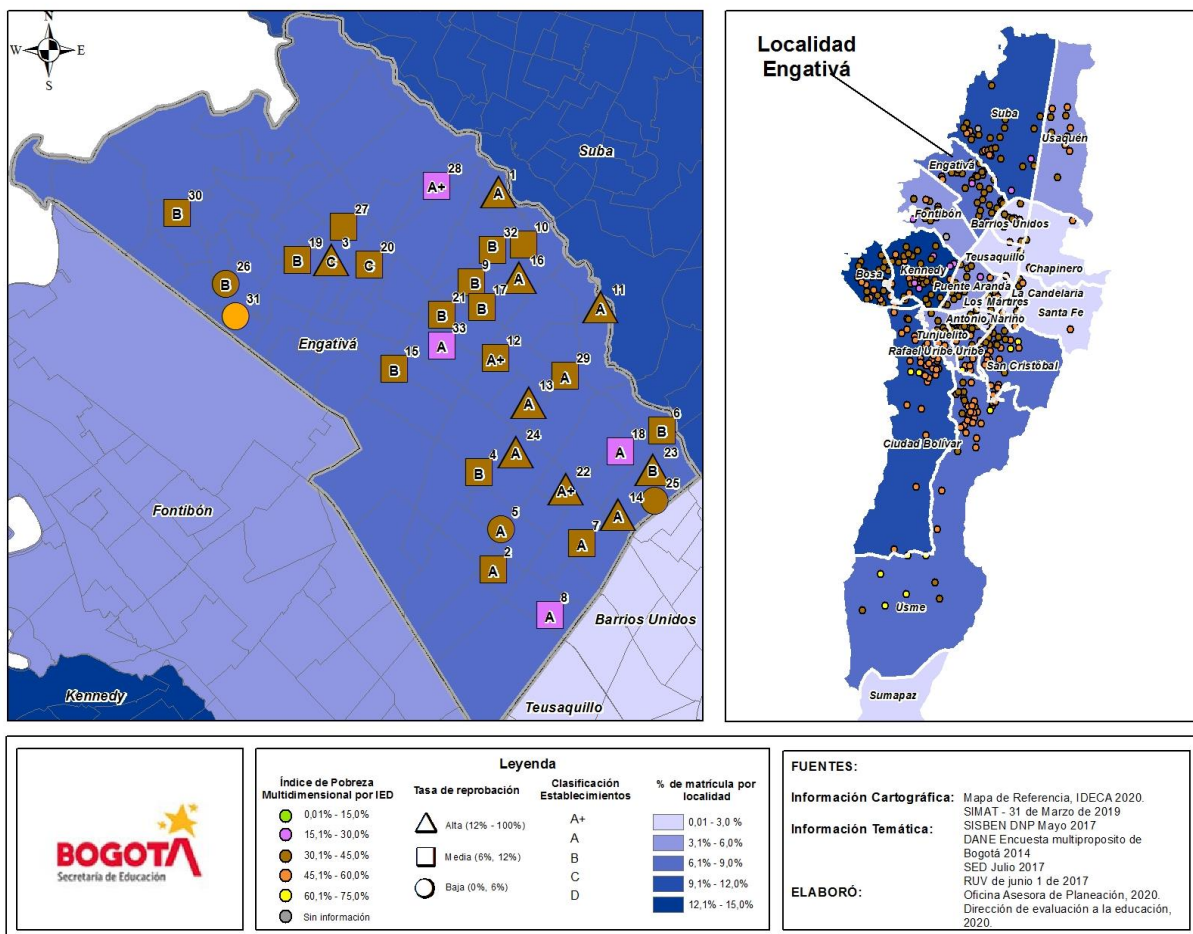 N
W
E
S
Suba
28
A+
1
A
30
B
27
10
32
B
19
B
3
C
20
C
16
A
9
B
26
B
17
B
11
A
31
21
B
Engativá
33
A
12
A+
15
B
29
A
13
A
6
B
18
A
24
A
23
B
4
B
22
A+
25
14
A
Fontibón
5
A
7
A
2
A
8
A
Barrios Unidos
Kennedy
Teusaquillo
Localidad
Engativá
Suba
Usaquén
Engativá
Fontibón
Barrios Unidos
Teusaquillo
Chapinero
Bosa
Kennedy
Puente Aranda
La Candelaria
Los Mártires
Santa Fe
Antonio Nariño
Tunjuelito
Rafael Uribe Uribe
San Cristóbal
Ciudad Bolívar
Usme
Sumapaz
BOGOTÁ
Secretaría de Educación
Leyenda
Índice de Pobreza
Multidimensional por IED
0,01% - 15,0%
15,1% - 30,0%
30,1% - 45,0%
45,1% - 60,0%
60,1% - 75,0%
Sin información
Tasa de reprobación
Alta (12% - 100%)
Media (6%, 12%)
Baja (0%, 6%)
Clasificación
Establecimientos
A+
A
B
C
D
% de matrícula por
localidad
0,01 - 3,0 %
3,1% - 6,0%
6,1% - 9,0%
9,1% - 12,0%
12,1% - 15,0%
FUENTES:
Información Cartográfica: Mapa de Referencia, IDECA 2020.
SIMAT - 31 de Marzo de 2019
Información Temática: SISBEN DNP Mayo 2017
DANE Encuesta multiproposito de
Bogotá 2014
SED Julio 2017
RUV de junio 1 de 2017
ELABORÓ: Oficina Asesora de Planeación, 2020.
Dirección de evaluación a la educación,
2020.